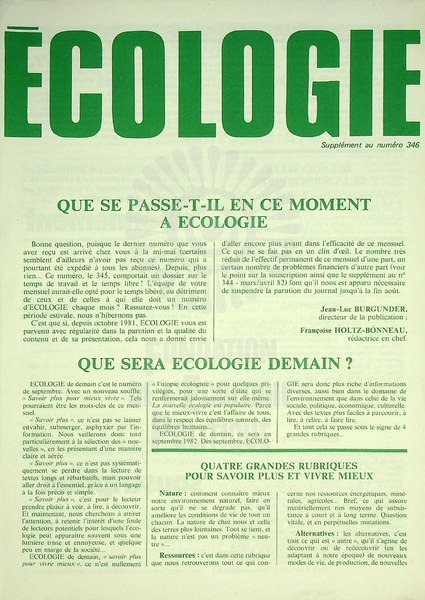 ÉCOLOGIE
Supplément au numéro 346
QUE SE PASSE-T-IL EN CE MOMENT
A ECOLOGIE
Bonne question, puisque le dernier numéro que vous
avez reçu est arrivé chez vous à la mi-mai (certains
semblent d'ailleurs n'avoir pas reçu ce numéro qui a
pourtant été expédié à tous les abonnés). Depuis, plus
rien... Ce numéro, le 345, comportait un dossier sur le
temps de travail et le temps libre ! L'équipe de votre
mensuel aurait-elle opté pour le temps libéré, au détriment
de ceux et de celles à qui elle doit un numéro
d'ECOLOGIE chaque mois ? Rassurez-vous ! En cette
période estivale, nous n'hibernons pas.
C'est que si, depuis octobre 1981, ECOLOGIE vous est
parvenu avec régularité dans la parution et la qualité du
contenu et de sa présentation, cela nous a donné envie
d'aller encore plus avant dans l'efficacité de ce mensuel.
Ce qui ne se fait pas en un clin d'œil. Le nombre très
réduit de l'effectif permanent de ce mensuel d'une part, un
certain nombre de problèmes financiers d'autre part (voir
le point sur la souscription ainsi que le supplément au nº
344 - mars/avril 82) font qu'il nous est apparu nécessaire
de suspendre la parution du journal jusqu'à la fin août.
Jean-Luc BURGUNDER,
directeur de la publication ;
Françoise HOLTZ-BONNEAU,
rédactrice en chef.
QUE SERA ECOLOGIE DEMAIN ?
ECOLOGIE de demain c'est le numéro
de septembre. Avec un nouveau souffle.
« Savoir plus pour mieux vivre ». Tels
pourraient être les mots-clés de ce mensuel.
« Savoir plus », ce n'est pas se laisser
envahir, submerger, asphyxier par l'information.
Nous veillerons donc tout
particulièrement à la sélection des « nouvelles
», en les présentant d'une manière
claire et aérée.
« Savoir plus », ce n'est pas systématiquement
se perdre dans la lecture de
textes longs et rébarbatifs, mais pouvoir
aller droit à l'essentiel, grâce à un langage
à la fois précis et simple.
« Savoir plus », c'est pour le lecteur
prendre plaisir à voir, à lire, à découvrir.
Et maintenant, nous cherchons à attirer
l'attention, à retenir l'intérêt d'une foule
de lecteurs potentiels pour lesquels l'écologie
peut apparaître souvent sous une
lumière triste et ennuyeuse, et quelque
peu en marge de la société...
ECOLOGIE de demain, « savoir plus
pour vivre mieux », ce n'est nullement
« l'utopie écologiste » pour quelques privilégiés,
pour une sorte d'élite qui se
renfermerait jalousement sur elle-même.
La nouvelle écologie est populaire. Parce
que le mieux-vivre c'est l'affaire de tous,
dans le respect des équilibres naturels, des
équilibres humains...
ECOLOGIE de demain, ce sera en
septembre 1982. Dès septembre, ECOLOGIE
sera donc plus riche d'informations
diverses, aussi bien dans le domaine de
l'environnement que dans celui de la vie
sociale, politique, économique, culturelle.
Avec des textes plus faciles à parcourir, à
lire, à relire, à faire lire.
Et tout cela se passe sous le signe de 4
grandes rubriques...
QUATRE GRANDES RUBRIQUES
POUR SAVOIR PLUS ET VIVRE MIEUX
Nature : comment connaître mieux
notre environnement naturel, faire en
sorte qu'il ne se dégrade pas, qu'il
améliore les conditions de vie de tout un
chacun. La nature de chez nous et celle
des terres plus lointaines. Tout se tient, et
la nature n'est pas un problème « neutre
»...
Ressources : c'est dans cette rubrique
que nous retrouverons tout ce qui concerne
nos ressources énergétiques, minérales,
agricoles... Bref, ce qui assure
matériellement nos moyens de subsistance
à court et à long terme. Question
vitale, et en perpétuelles mutations.
Alternatives : les alternatives, c'est
tout ce qui est « autre », qu'il s'agisse de
découvrir ou de redécouvrir (en les
adaptant à notre époque) de nouveaux
modes de vie, de production, de nouvelles